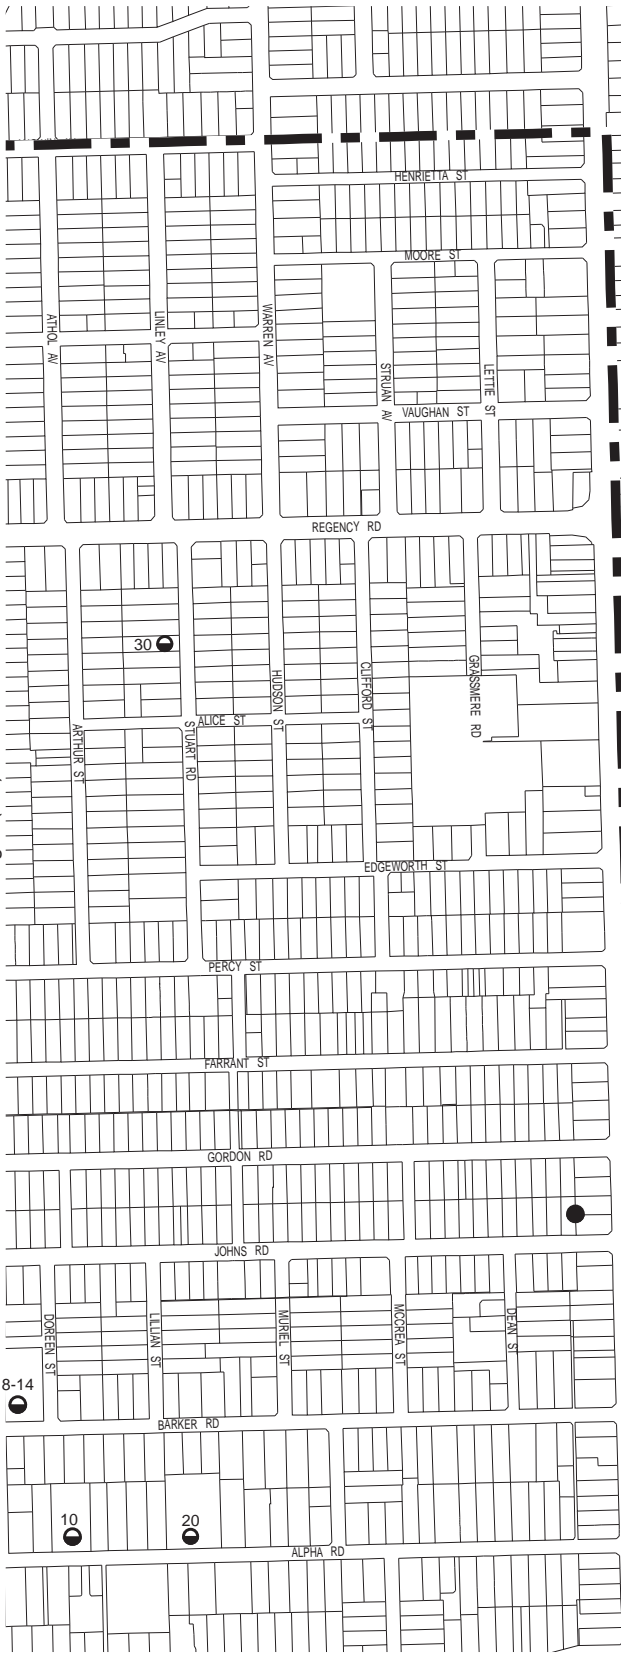 HENRIETTA ST
MOORE ST
ATHOL AV
LINLEY AV
WARREN AV
STRUAN AV
LETTIE ST
VAUGHAN ST
REGENCY RD
30
HUDSON ST
CLIFFORD ST
GRASSMERE RD
ALICE ST
ARTHUR ST
STUART RD
EDGEWORTH ST
PERCY ST
FARRANT ST
GORDON RD
JOHNS RD
DOREEN ST
LILLIAN ST
MURIEL ST
MCCREA ST
DEAN ST
8-14
BARKER RD
10
20
ALPHA RD